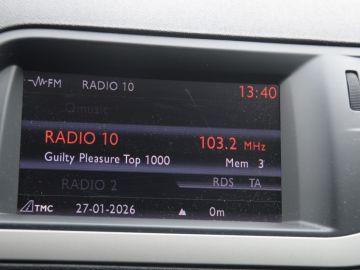 FM RADIO 10 13:40
Qmusic
RADIO 10 103.2 MHz
Guilty Pleasure Top 1000 Mem 3
RADIO 2 RDS TA
TMC 27-01-2026 0m